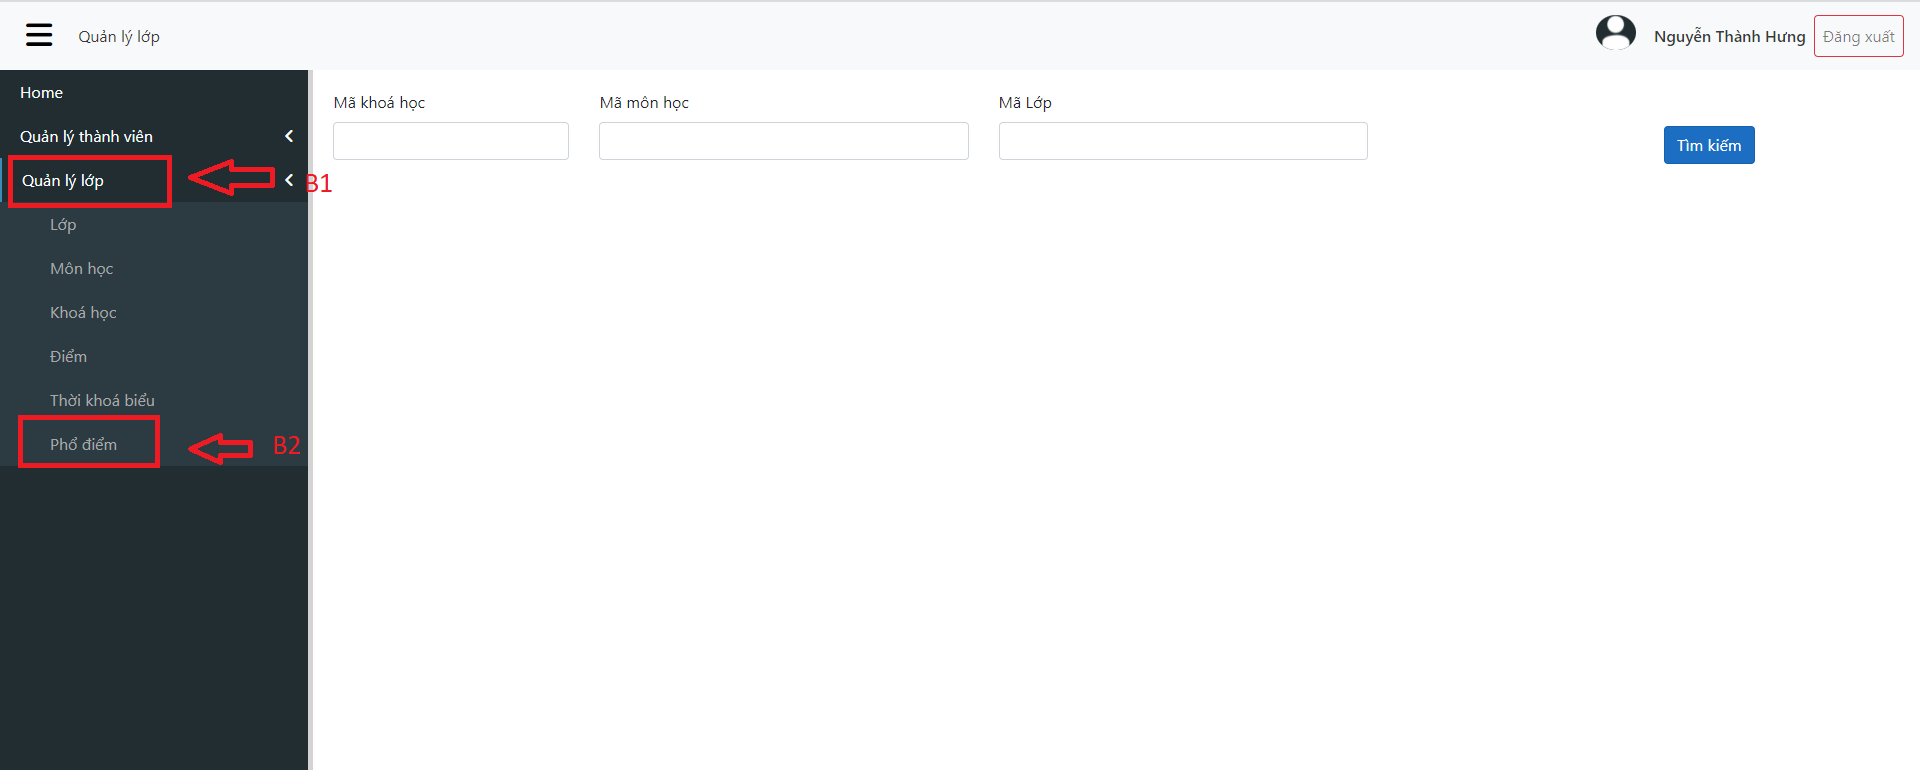 Quản lý lớp
Nguyễn Thành Hưng
Đăng xuất
Home
Quản lý thành viên
Quản lý lớp
B1
Lớp
Môn học
Khoá học
Điểm
Thời khoá biểu
Phổ điểm
B2
Mã khoá học
Mã môn học
Mã Lớp
Tìm kiếm